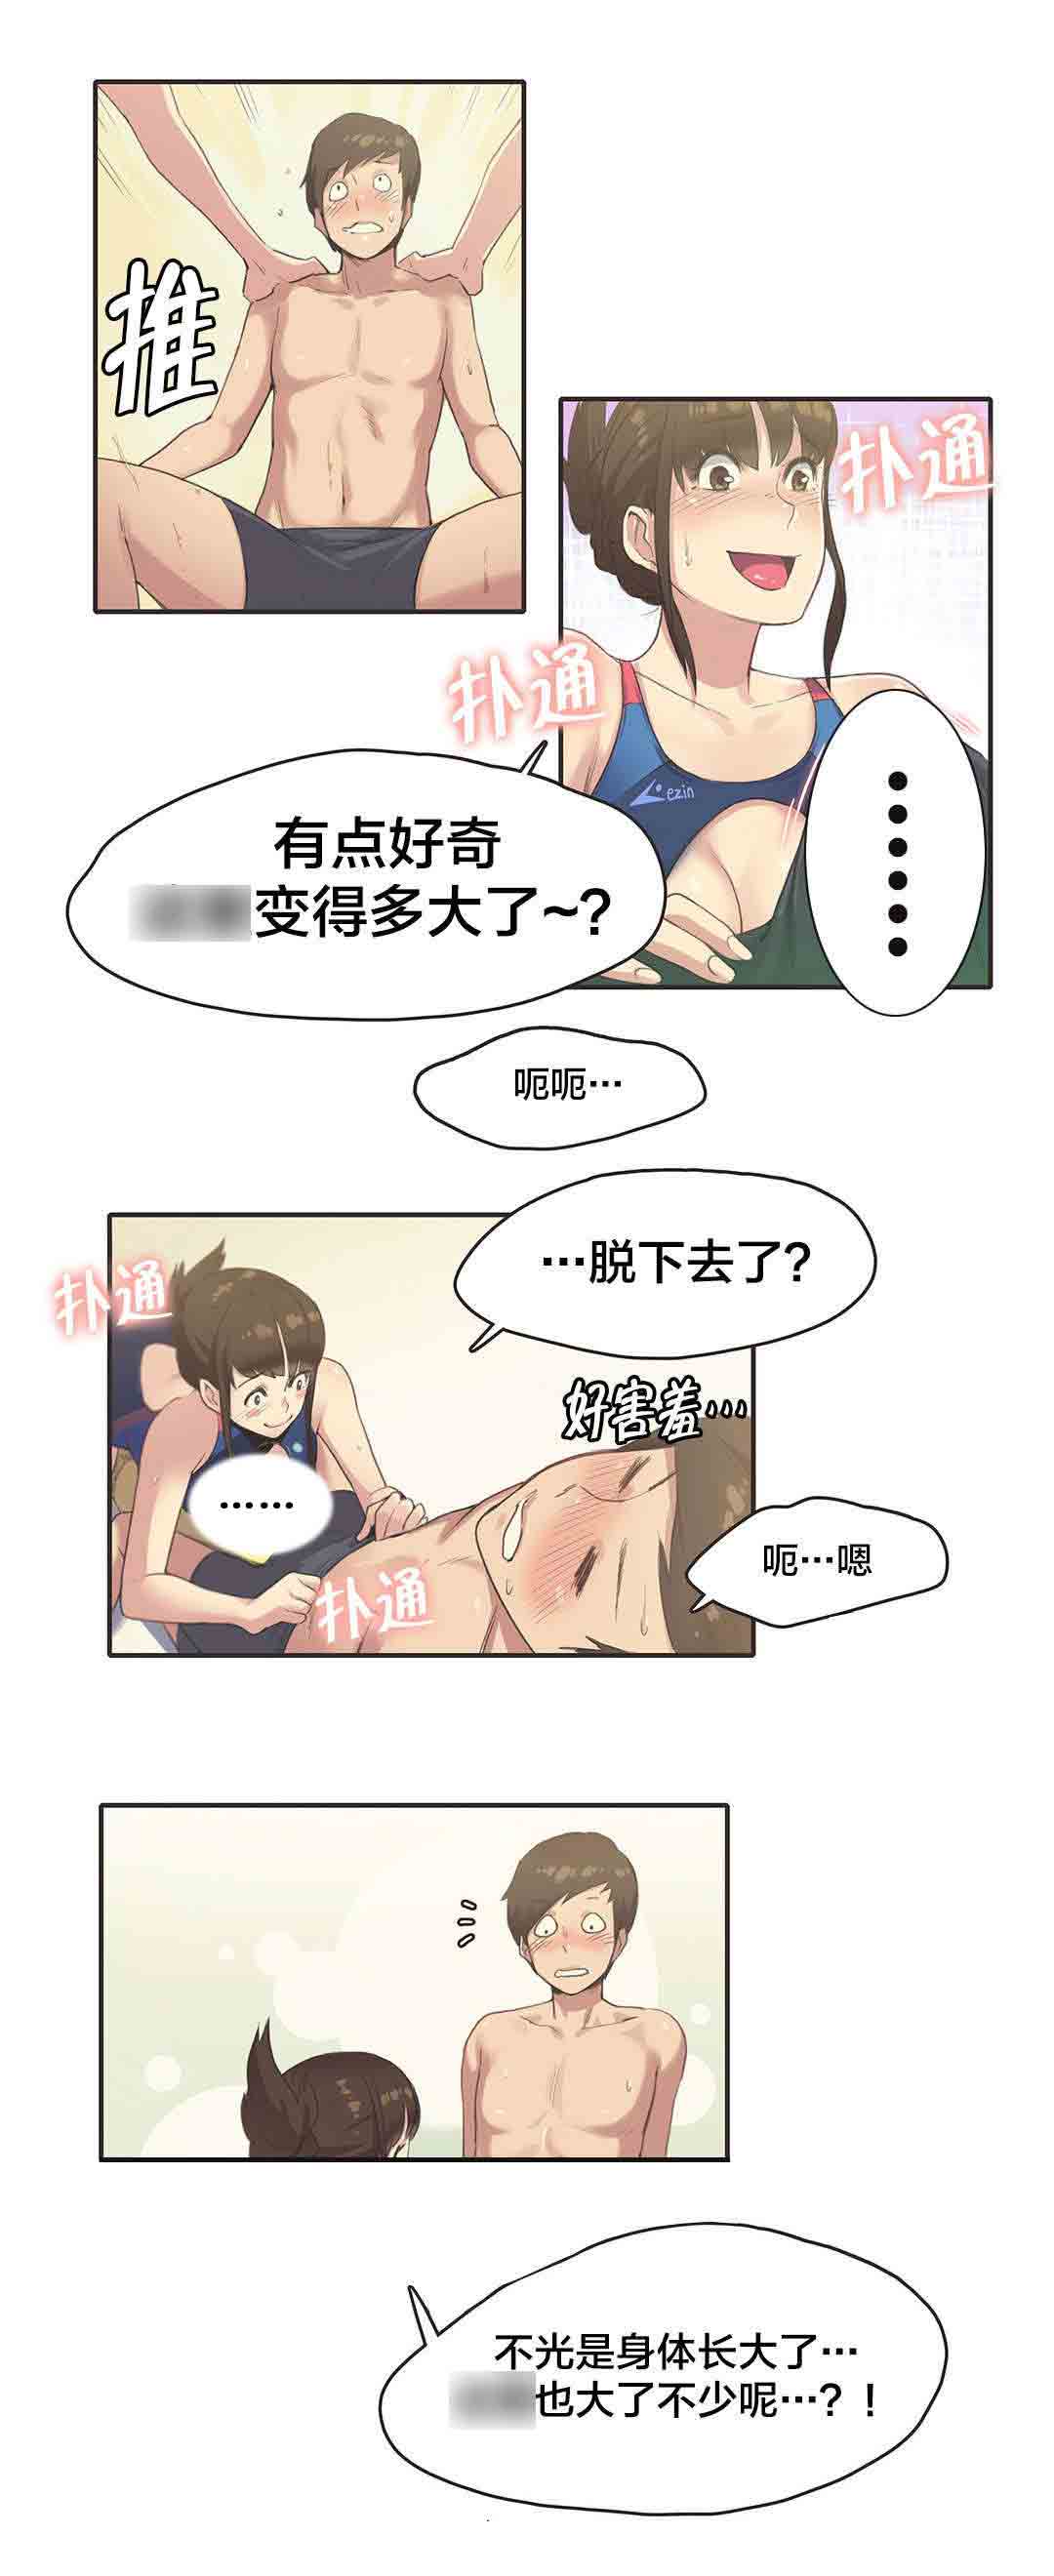 推
扑通
扑通
ezin
有点好奇
变得多大了~?
⋮⋮
呃呃…
…脱下去了?
扑通
好害羞…
……
呃…嗯
扑通
不光是身体长大了…
也大了不少呢…?!